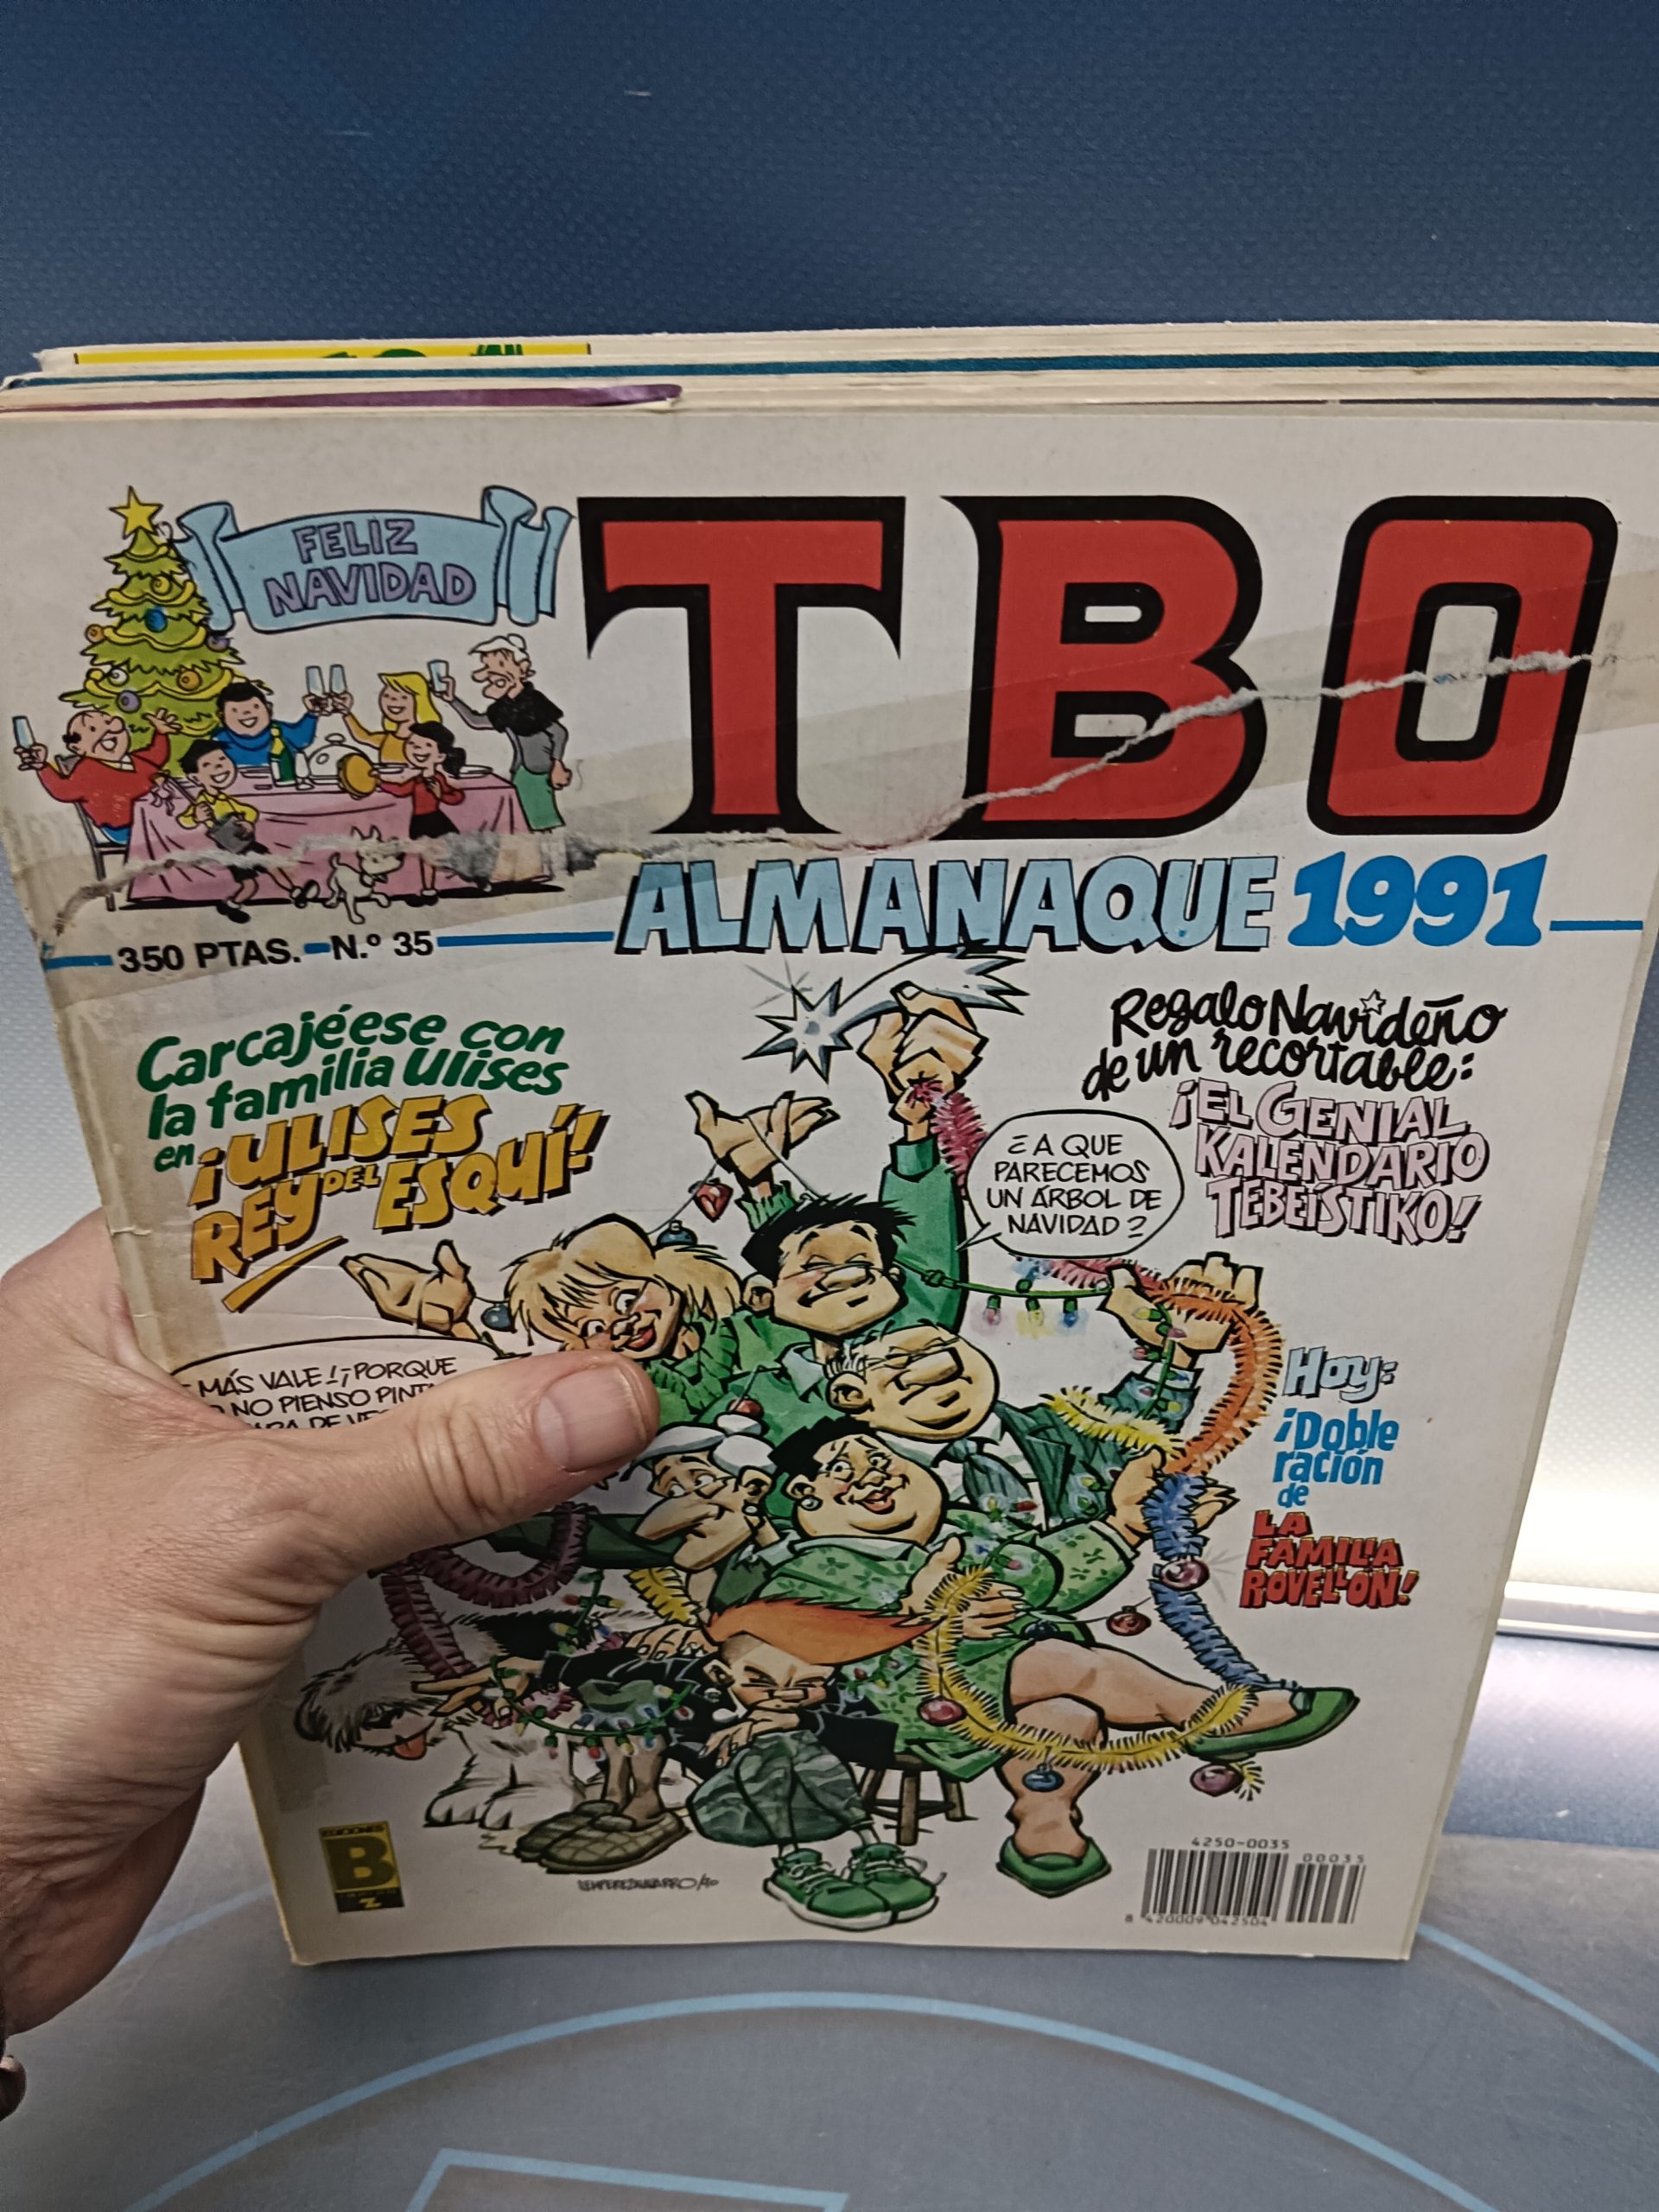 FELIZ
NAVIDAD
TBO
ALMANAQUE 1991
350 PTAS. - N.º 35
Carcajéese con
la familia Ulises
en ¡ULISES
REY DEL ESQUÍ!
Regalo Navideño
de un recortable:
¡EL GENIAL
KALENDARIO
TEBEÍSTIKO!
¿A QUE
PARECEMOS
UN ÁRBOL DE
NAVIDAD?
MÁS VALE!¡PORQUE
NO PIENSO
DE
Hoy:
¡Doble
ración
de
LA
FAMILIA
ROVELLÓN!
EDICIONES
B
4250-0035
00035
8 420009 042504